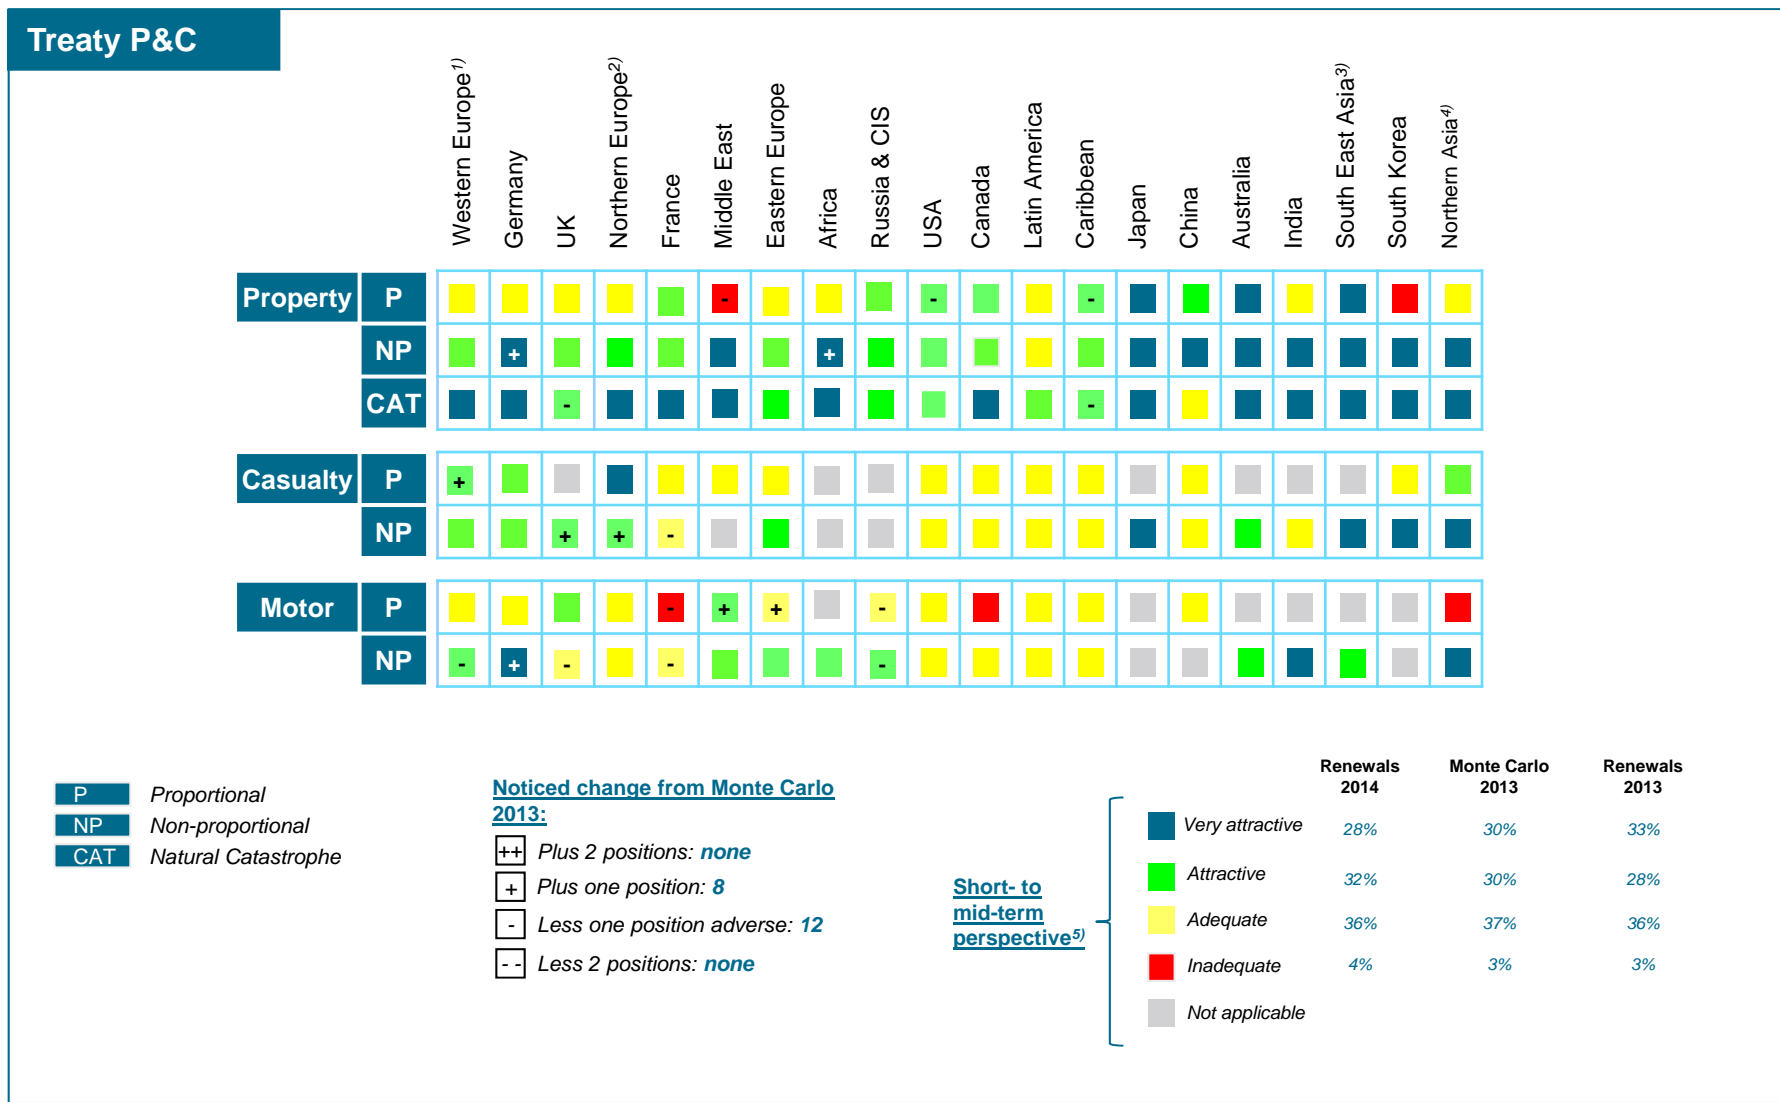 Treaty P&C
Western Europe1)
Germany
UK
Northern Europe2)
France
Middle East
Eastern Europe
Africa
Russia & CIS
USA
Canada
Latin America
Caribbean
Japan
China
Australia
India
South East Asia3)
South Korea
Northern Asia4)
Property P - - -
NP + +
CAT - -
Casualty P +
NP + + -
Motor P - + + -
NP - + - - -
P Proportional
NP Non-proportional
CAT Natural Catastrophe
Noticed change from Monte Carlo
2013:
++ Plus 2 positions: none
+ Plus one position: 8
- Less one position adverse: 12
- - Less 2 positions: none
Short- to
mid-term
perspective5)
Renewals Monte Carlo Renewals
2014 2013 2013
Very attractive 28% 30% 33%
Attractive 32% 30% 28%
Adequate 36% 37% 36%
Inadequate 4% 3% 3%
Not applicable